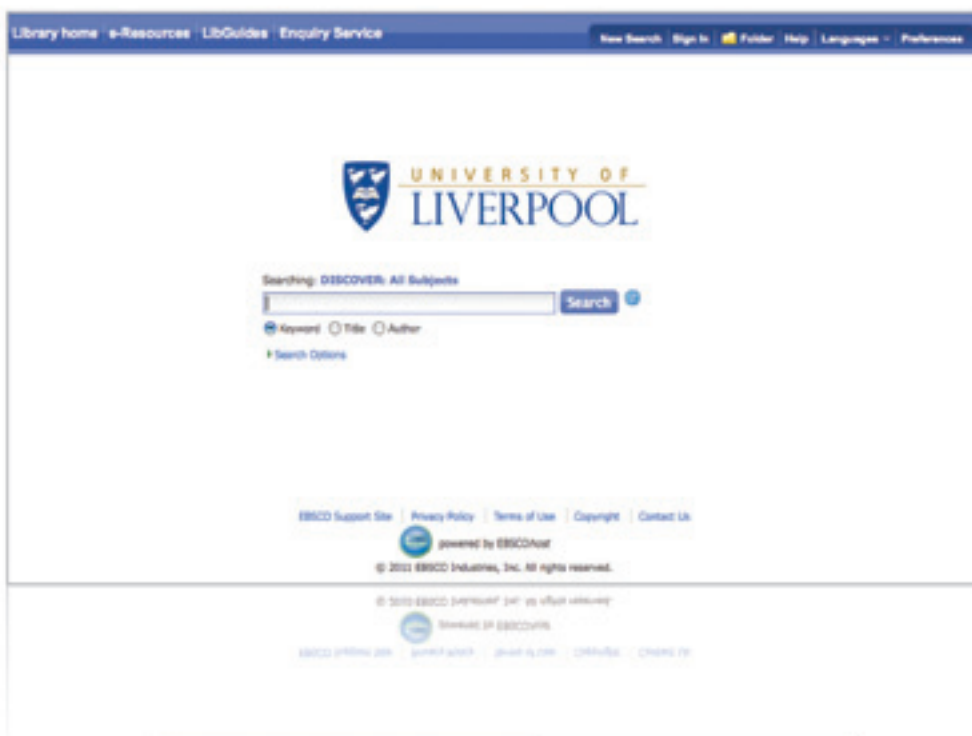 Library home e-Resources LibGuides Enquiry Service New Search Sign In Folder Help Languages Preferences
UNIVERSITY OF
LIVERPOOL
Searching: DISCOVER: All Subjects
Search
Keyword Title Author
Search Options
EBSCO Support Site Privacy Policy Terms of Use Copyright Contact Us
powered by EBSCOhost
© 2011 EBSCO Industries, Inc. All rights reserved.